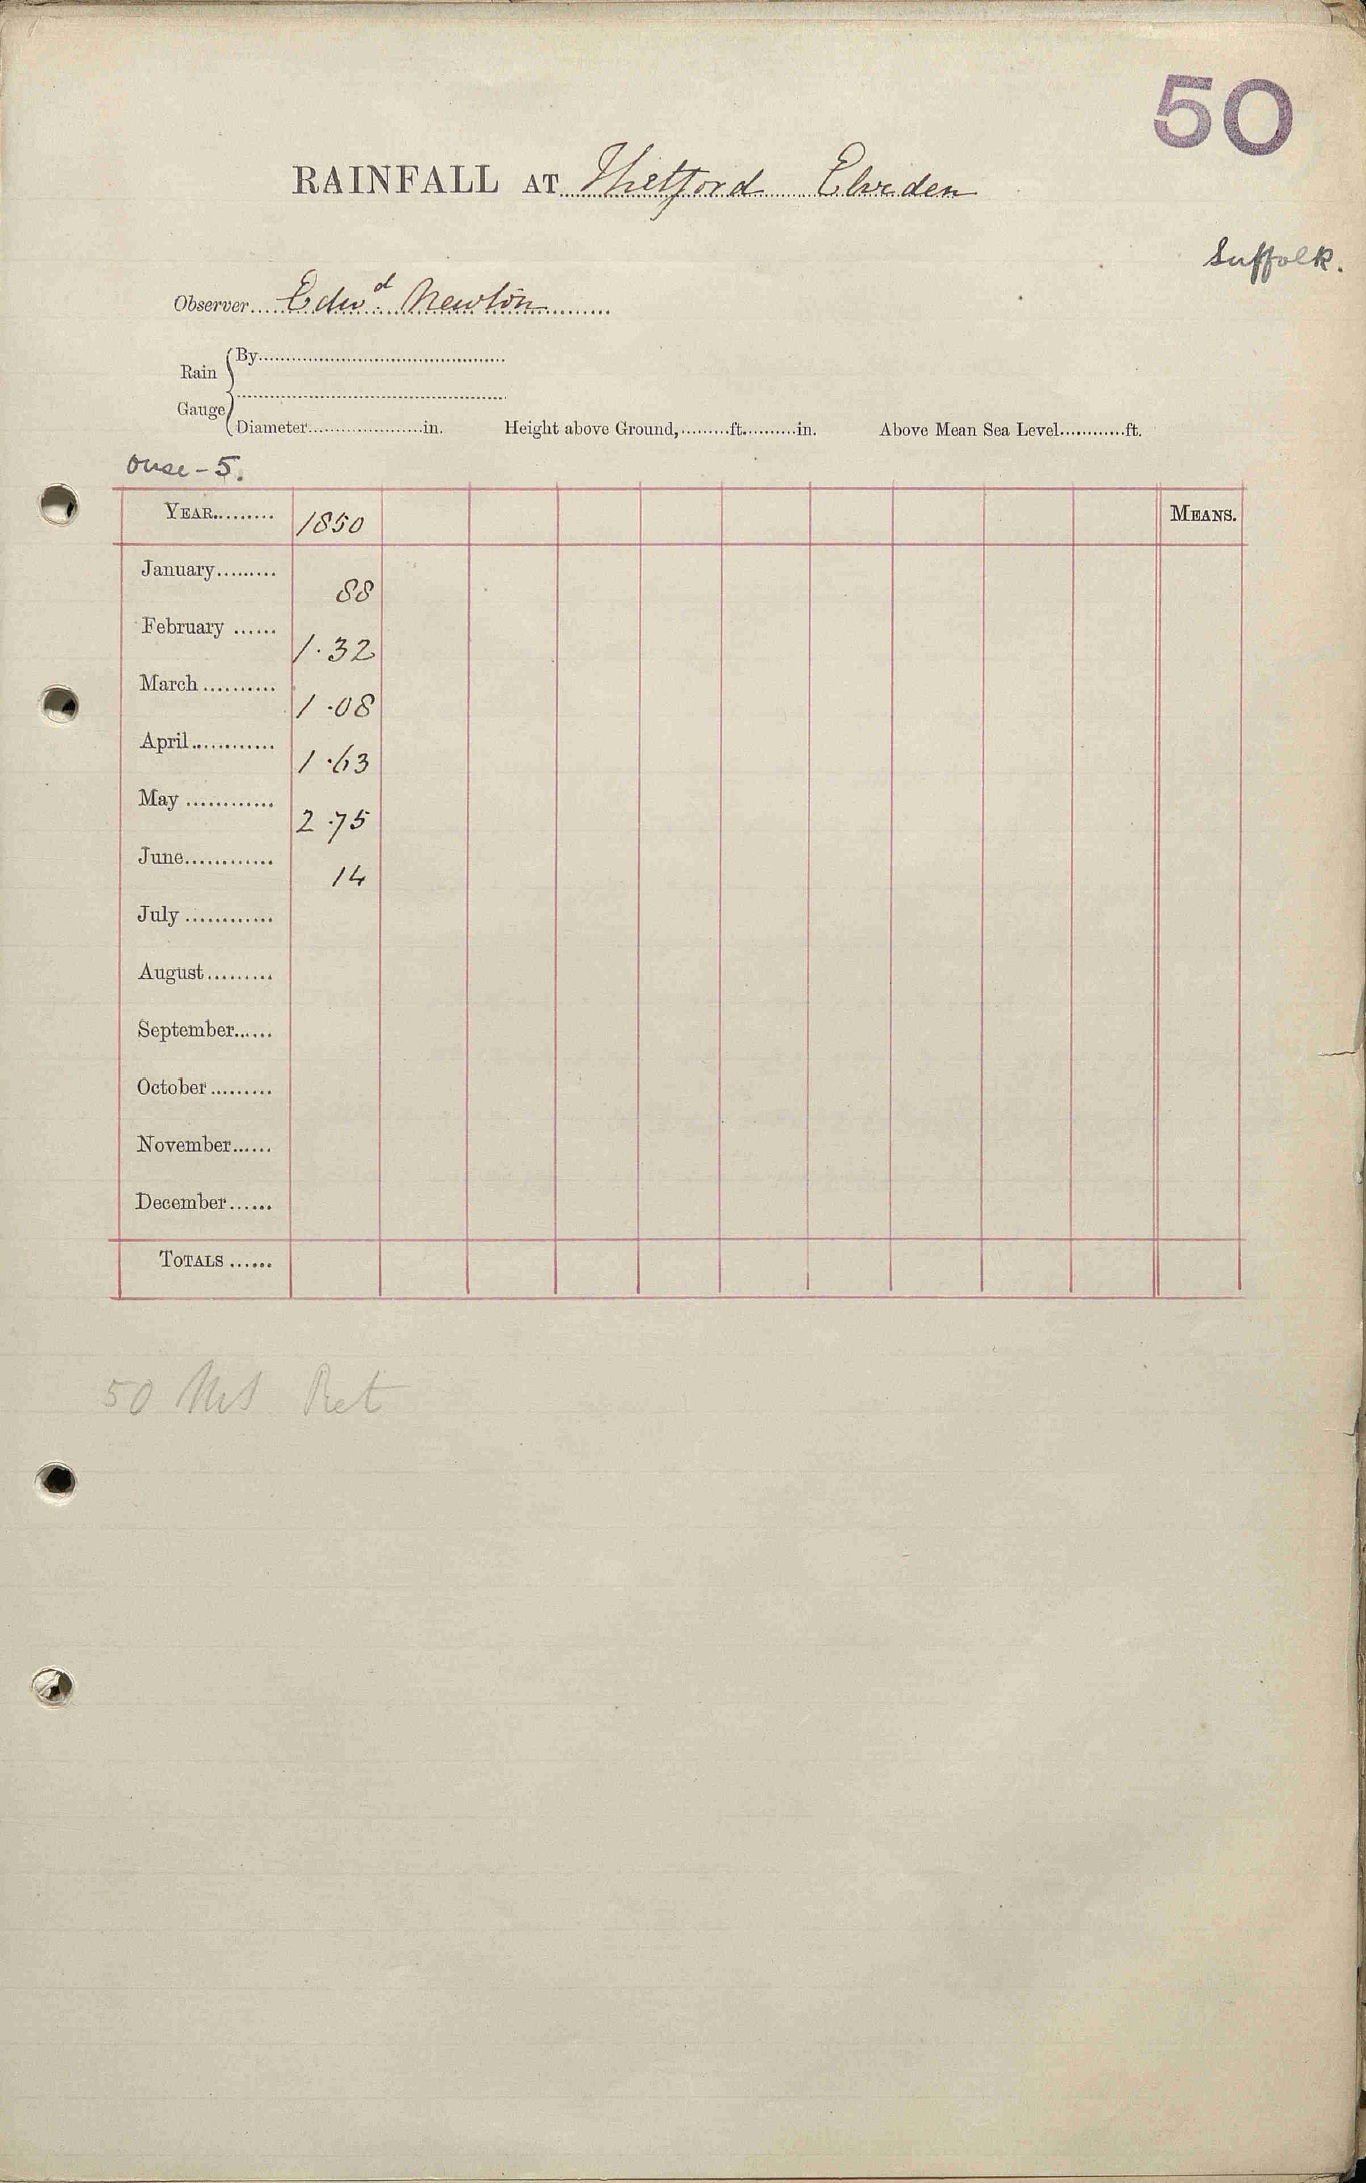 50
RAINFALL AT Thetford Elveden
Suffolk.
Observer....Edwd. Newton............
Rain Gauge
By.............................................
.............................................
Diameter......................in. Height above Ground,.........ft..........in. Above Mean Sea Level............ft.
Ouse - 5.
YEAR......... 1850 MEANS.
January......... 88
February ...... 1.32
March .......... 1.08
April............ 1.63
May ............ 2.75
June............ 14
July ............
August.........
September......
October .........
November......
December......
TOTALS ......
50 MS Ret